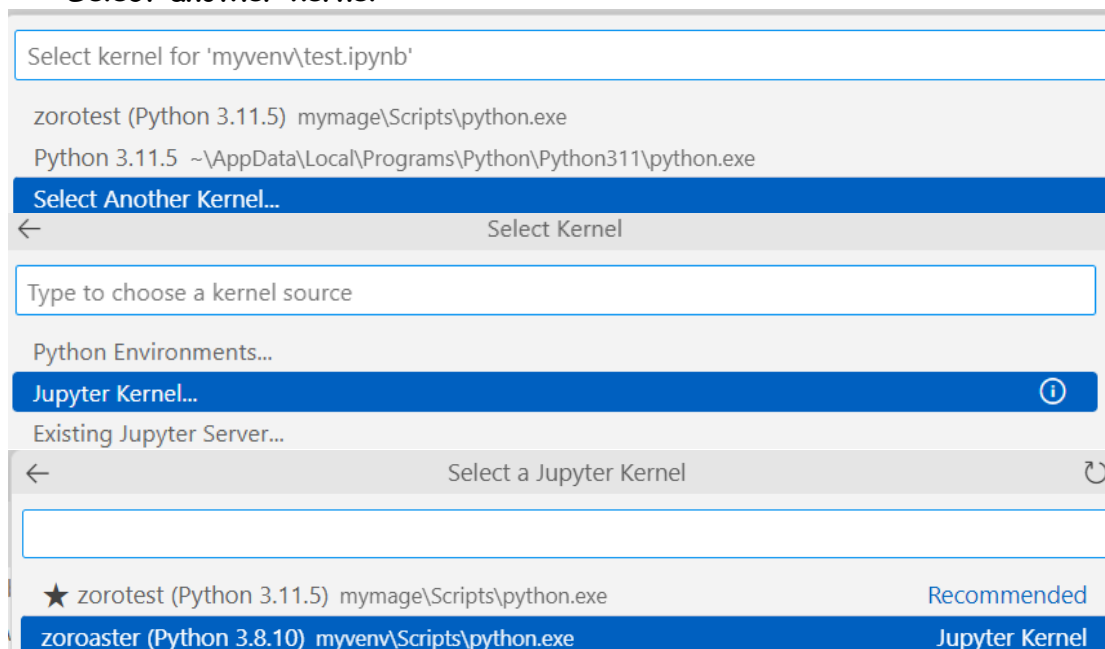 Select another kernel
Select kernel for 'myvenv\test.ipynb'
zorotest (Python 3.11.5) mymage\Scripts\python.exe
Python 3.11.5 ~\AppData\Local\Programs\Python\Python311\python.exe
Select Another Kernel...
Select Kernel
Type to choose a kernel source
Python Environments...
Jupyter Kernel...
Existing Jupyter Server...
Select a Jupyter Kernel
★ zorotest (Python 3.11.5) mymage\Scripts\python.exe Recommended
zoroaster (Python 3.8.10) myvenv\Scripts\python.exe Jupyter Kernel